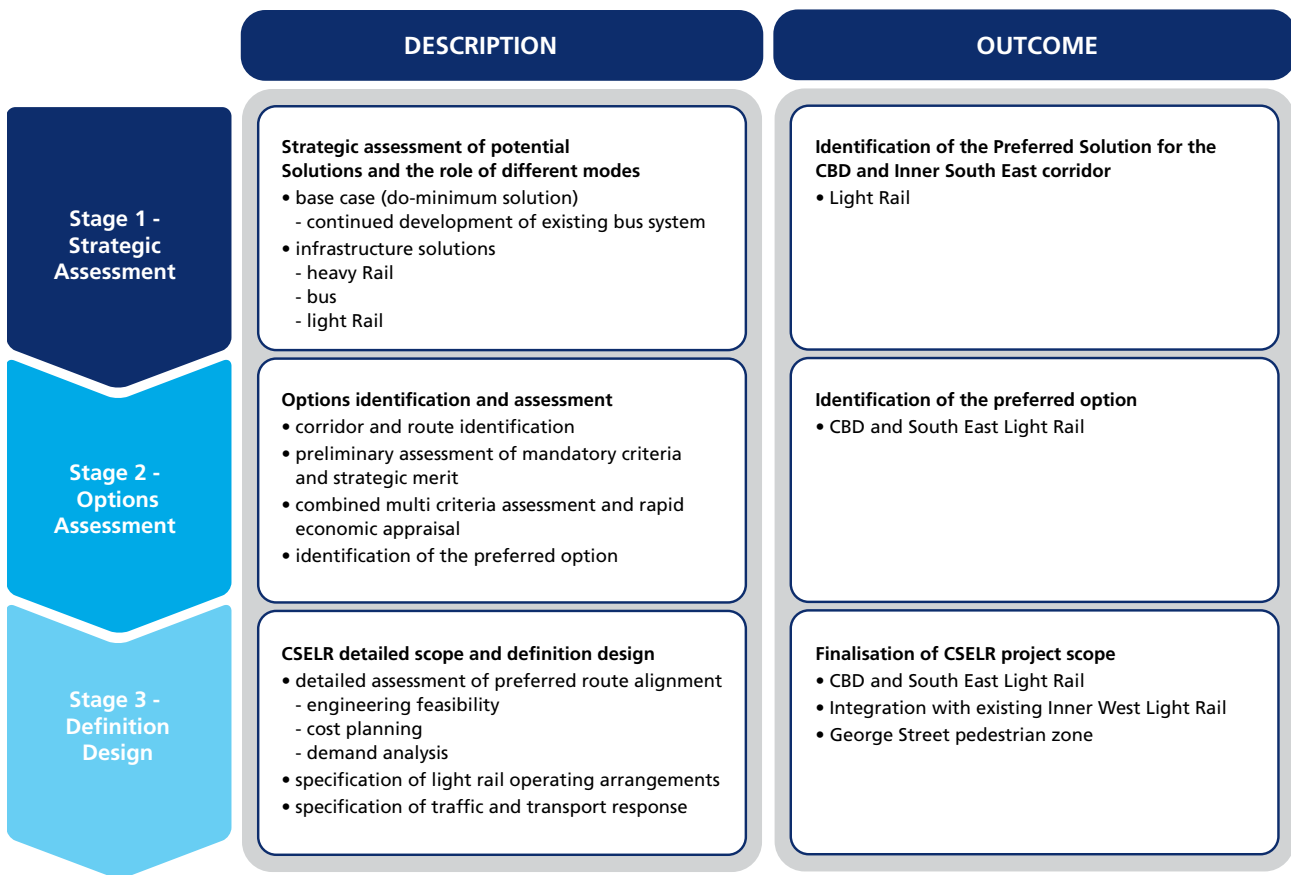 DESCRIPTION
OUTCOME
Stage 1 -
Strategic
Assessment
Strategic assessment of potential
Solutions and the role of different modes
• base case (do-minimum solution)
- continued development of existing bus system
• infrastructure solutions
- heavy Rail
- bus
- light Rail
Identification of the Preferred Solution for the
CBD and Inner South East corridor
• Light Rail
Stage 2 -
Options
Assessment
Options identification and assessment
• corridor and route identification
• preliminary assessment of mandatory criteria
and strategic merit
• combined multi criteria assessment and rapid
economic appraisal
• identification of the preferred option
Identification of the preferred option
• CBD and South East Light Rail
Stage 3 -
Definition
Design
CSELR detailed scope and definition design
• detailed assessment of preferred route alignment
- engineering feasibility
- cost planning
- demand analysis
• specification of light rail operating arrangements
• specification of traffic and transport response
Finalisation of CSELR project scope
• CBD and South East Light Rail
• Integration with existing Inner West Light Rail
• George Street pedestrian zone